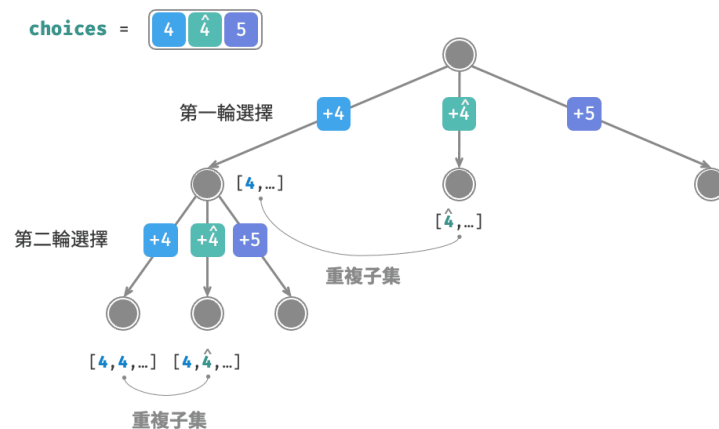 choices = 4 4̂ 5
第一輪選擇
+4 +4̂ +5
[4,…]
[4̂,…]
第二輪選擇
+4 +4̂ +5
重複子集
[4,4,…] [4,4̂,…]
重複子集